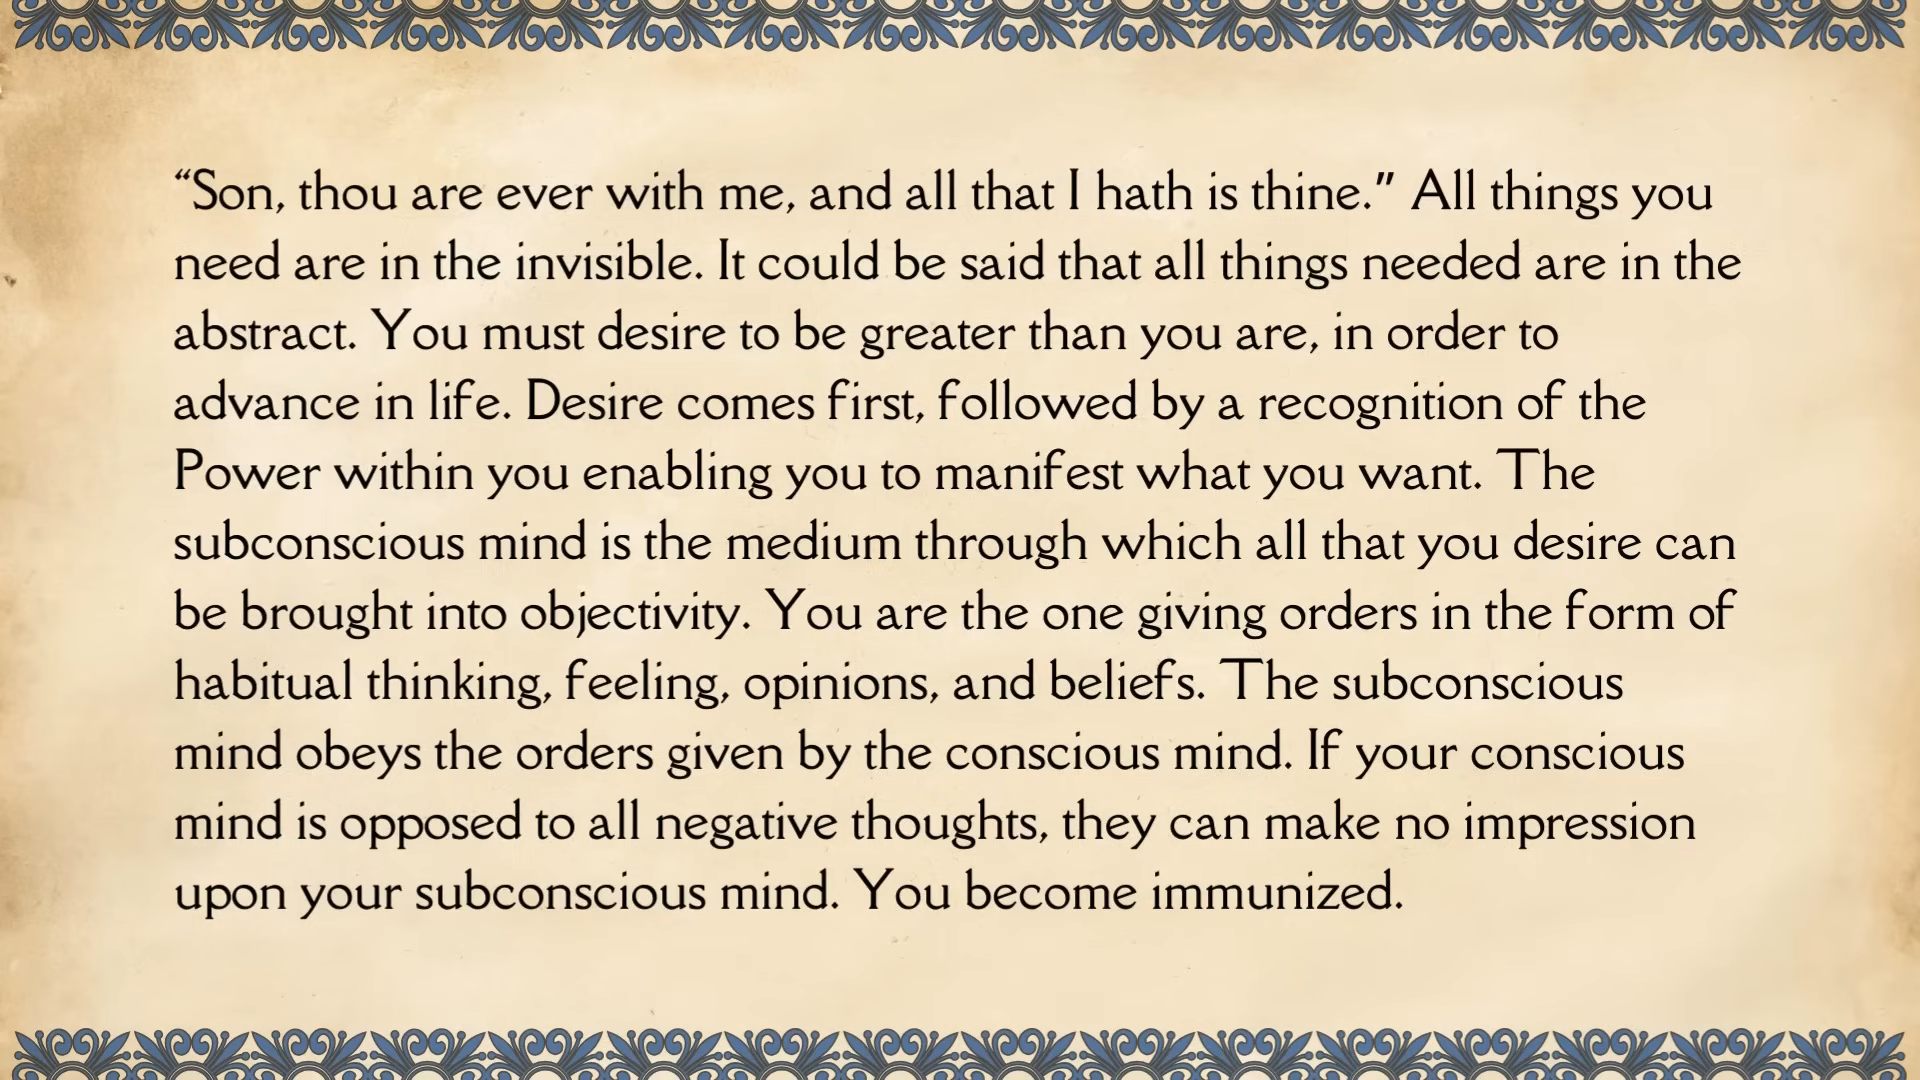 “Son, thou are ever with me, and all that I hath is thine." All things you
need are in the invisible. It could be said that all things needed are in the
abstract. You must desire to be greater than you are, in order to
advance in life. Desire comes first, followed by a recognition of the
Power within you enabling you to manifest what you want. The
subconscious mind is the medium through which all that you desire can
be brought into objectivity. You are the one giving orders in the form of
habitual thinking, feeling, opinions, and beliefs. The subconscious
mind obeys the orders given by the conscious mind. If your conscious
mind is opposed to all negative thoughts, they can make no impression
upon your subconscious mind. You become immunized.